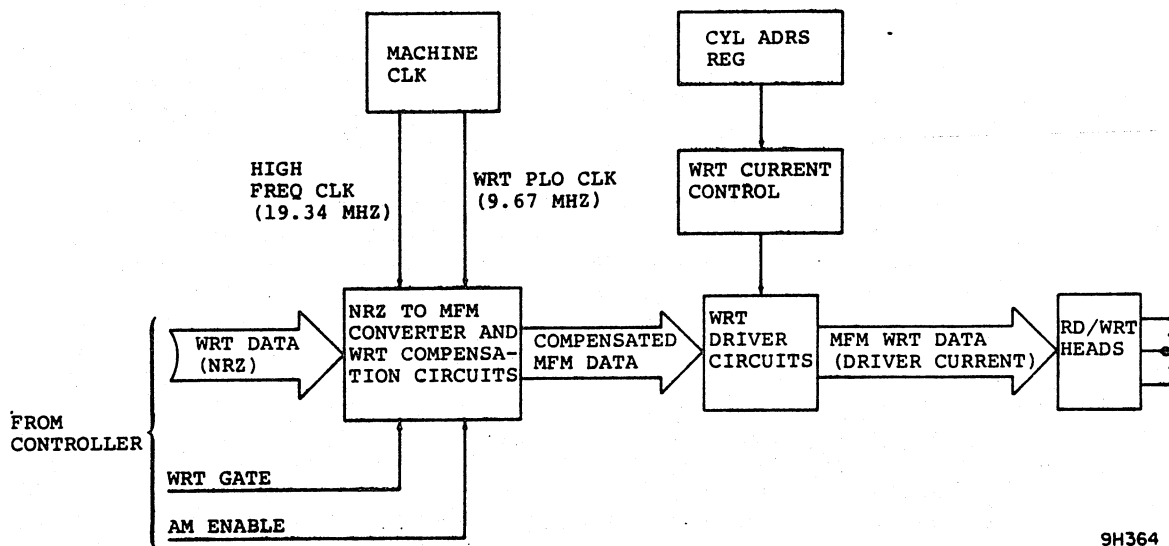 MACHINE
CLK
CYL ADRS
REG
HIGH
FREQ CLK
(19.34 MHZ)
WRT PLO CLK
(9.67 MHZ)
WRT CURRENT
CONTROL
FROM
CONTROLLER
WRT DATA
(NRZ)
NRZ TO MFM
CONVERTER AND
WRT COMPENSA-
TION CIRCUITS
COMPENSATED
MFM DATA
WRT
DRIVER
CIRCUITS
MFM WRT DATA
(DRIVER CURRENT)
RD/WRT
HEADS
WRT GATE
AM ENABLE
9H364